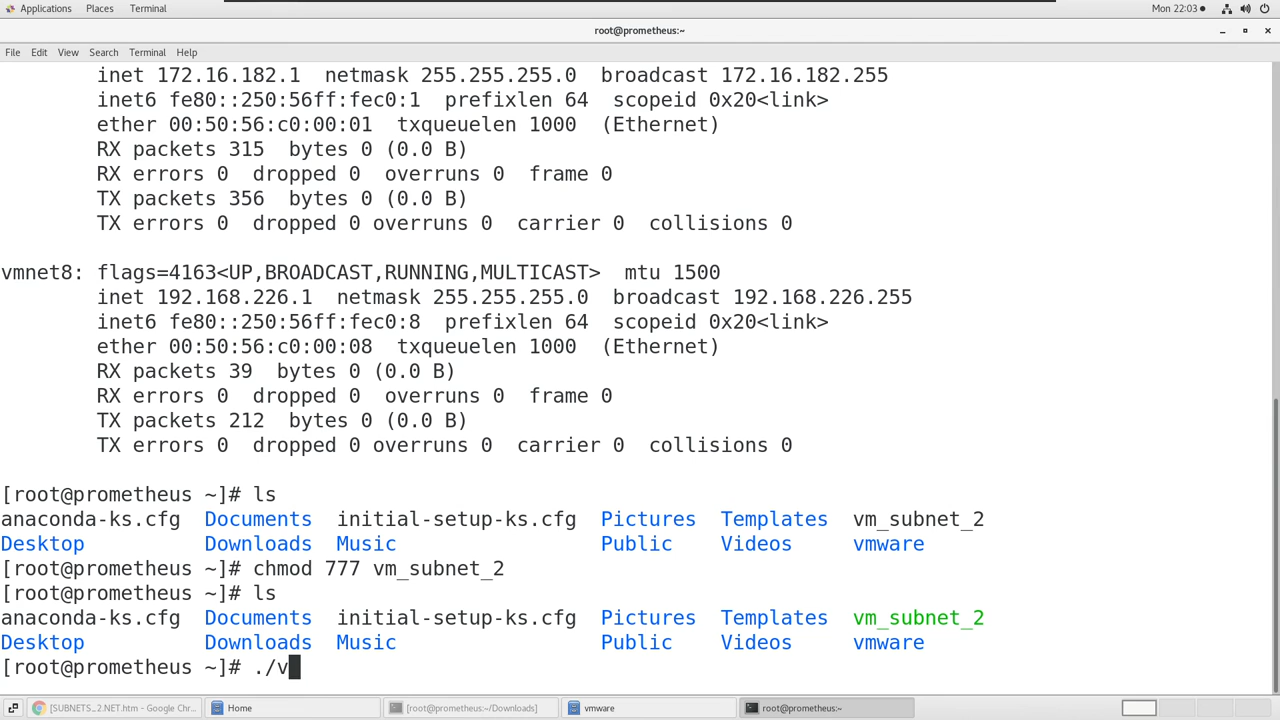 Applications Places Terminal Mon 22:03
root@prometheus:~
File Edit View Search Terminal Help
inet 172.16.182.1 netmask 255.255.255.0 broadcast 172.16.182.255
inet6 fe80::250:56ff:fec0:1 prefixlen 64 scopeid 0x20<link>
ether 00:50:56:c0:00:01 txqueuelen 1000 (Ethernet)
RX packets 315 bytes 0 (0.0 B)
RX errors 0 dropped 0 overruns 0 frame 0
TX packets 356 bytes 0 (0.0 B)
TX errors 0 dropped 0 overruns 0 carrier 0 collisions 0
vmnet8: flags=4163<UP,BROADCAST,RUNNING,MULTICAST> mtu 1500
inet 192.168.226.1 netmask 255.255.255.0 broadcast 192.168.226.255
inet6 fe80::250:56ff:fec0:8 prefixlen 64 scopeid 0x20<link>
ether 00:50:56:c0:00:08 txqueuelen 1000 (Ethernet)
RX packets 39 bytes 0 (0.0 B)
RX errors 0 dropped 0 overruns 0 frame 0
TX packets 212 bytes 0 (0.0 B)
TX errors 0 dropped 0 overruns 0 carrier 0 collisions 0
[root@prometheus ~]# ls
anaconda-ks.cfg Documents initial-setup-ks.cfg Pictures Templates vm_subnet_2
Desktop Downloads Music Public Videos vmware
[root@prometheus ~]# chmod 777 vm_subnet_2
[root@prometheus ~]# ls
anaconda-ks.cfg Documents initial-setup-ks.cfg Pictures Templates vm_subnet_2
Desktop Downloads Music Public Videos vmware
[root@prometheus ~]# ./v
[SUBNETS_2.NET.htm - Google Chr... Home [root@prometheus:~/Downloads] vmware root@prometheus:~